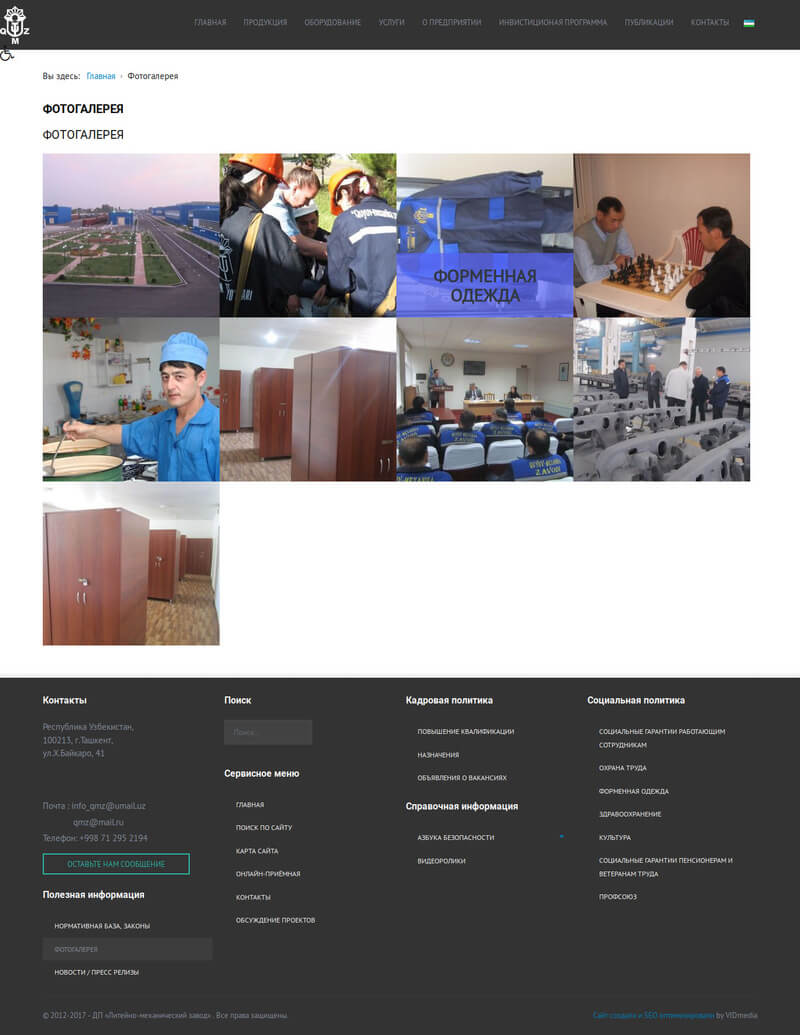 Q Z
M
ГЛАВНАЯ ПРОДУКЦИЯ ОБОРУДОВАНИЕ УСЛУГИ О ПРЕДПРИЯТИИ ИНВИСТИЦИОНАЯ ПРОГРАММА ПУБЛИКАЦИИ КОНТАКТЫ
Вы здесь: Главная › Фотогалерея
ФОТОГАЛЕРЕЯ
ФОТОГАЛЕРЕЯ
ФОРМЕННАЯ
ОДЕЖДА
Контакты
Республика Узбекистан,
100213, г.Ташкент,
ул.Х.Байкаро, 41
Почта : info_qmz@umail.uz
qmz@mail.ru
Телефон: +998 71 295 2194
ОСТАВЬТЕ НАМ СООБЩЕНИЕ
Полезная информация
НОРМАТИВНАЯ БАЗА, ЗАКОНЫ
ФОТОГАЛЕРЕЯ
НОВОСТИ / ПРЕСС РЕЛИЗЫ
Поиск
Поиск...
Сервисное меню
ГЛАВНАЯ
ПОИСК ПО САЙТУ
КАРТА САЙТА
ОНЛАЙН-ПРИЁМНАЯ
КОНТАКТЫ
ОБСУЖДЕНИЕ ПРОЕКТОВ
Кадровая политика
ПОВЫШЕНИЕ КВАЛИФИКАЦИИ
НАЗНАЧЕНИЯ
ОБЪЯВЛЕНИЯ О ВАКАНСИЯХ
Справочная информация
АЗБУКА БЕЗОПАСНОСТИ
ВИДЕОРОЛИКИ
Социальная политика
СОЦИАЛЬНЫЕ ГАРАНТИИ РАБОТАЮЩИМ
СОТРУДНИКАМ
ОХРАНА ТРУДА
ФОРМЕННАЯ ОДЕЖДА
ЗДРАВООХРАНЕНИЕ
КУЛЬТУРА
СОЦИАЛЬНЫЕ ГАРАНТИИ ПЕНСИОНЕРАМ И
ВЕТЕРАНАМ ТРУДА
ПРОФСОЮЗ
© 2012-2017 - ДП «Литейно-механический завод» . Все права защищены.
Сайт создали и SEO оптимизировали by VIDmedia